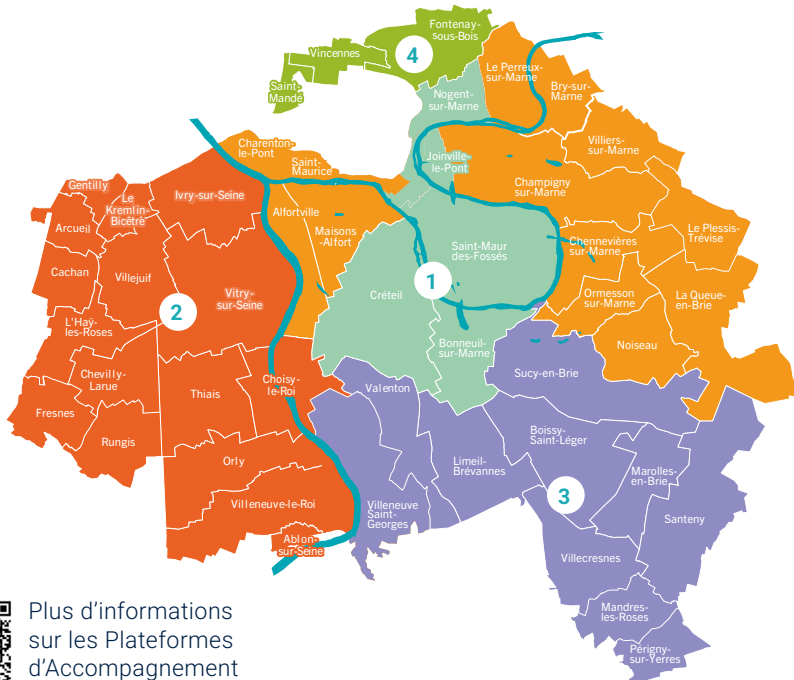 Fontenay-
sous-Bois
Vincennes
4
Saint-
Mandé
Le Perreux-
sur-Marne
Bry-sur-
Marne
Nogent-
sur-Marne
Villiers-
sur-Marne
Charenton-
le-Pont
Saint-
Maurice
Joinville-
le-Pont
Champigny
sur-Marne
Gentilly
Le
Kremlin-
Bicêtre
Ivry-sur-Seine
Alfortville
Maisons
-Alfort
Arcueil
Saint-Maur
des-Fossés
Chennevières
sur-Marne
Le Plessis-
Trévise
Cachan
Villejuif
Vitry-
sur-Seine
1
2
Créteil
Ormesson
sur-Marne
La Queue-
en-Brie
L'Haÿ-
les-Roses
Bonneuil-
sur-Marne
Noiseau
Chevilly-
Larue
Thiais
Choisy-
le-Roi
Valenton
Sucy-en-Brie
Fresnes
Rungis
Boissy-
Saint-Léger
Orly
Limeil-
Brévannes
Marolles-
en-Brie
3
Villeneuve-le-Roi
Villeneuve
Saint-
Georges
Santeny
Ablon-
sur-Seine
Villecresnes
Mandres-
les-Roses
Périgny-
sur-Yerres
Plus d'informations
sur les Plateformes
d'Accompagnement